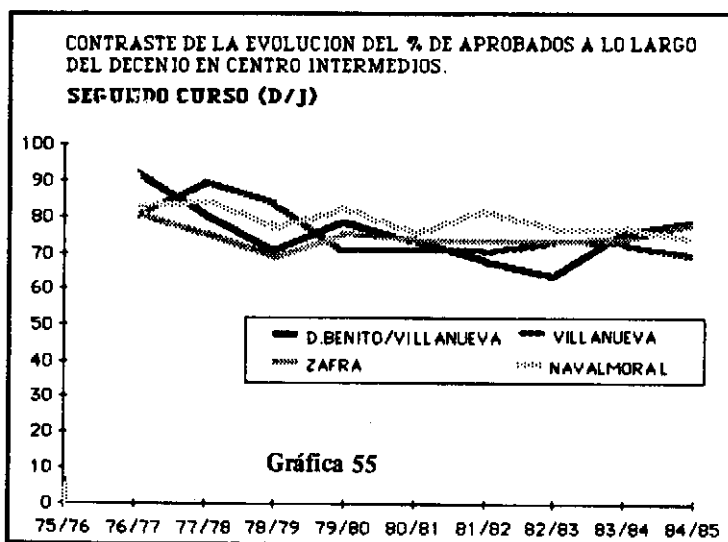 CONTRASTE DE LA EVOLUCION DEL % DE APROBADOS A LO LARGO
DEL DECENIO EN CENTRO INTERMEDIOS.
SEGUNDO CURSO (D/J)
100
90
80
70
60
50
40
30
20
10
0
D.BENITO/VILLANUEVA VILLANUEVA
ZAFRA NAVALMORAL
Gráfica 55
75/76 76/77 77/78 78/79 79/80 80/81 81/82 82/83 83/84 84/85